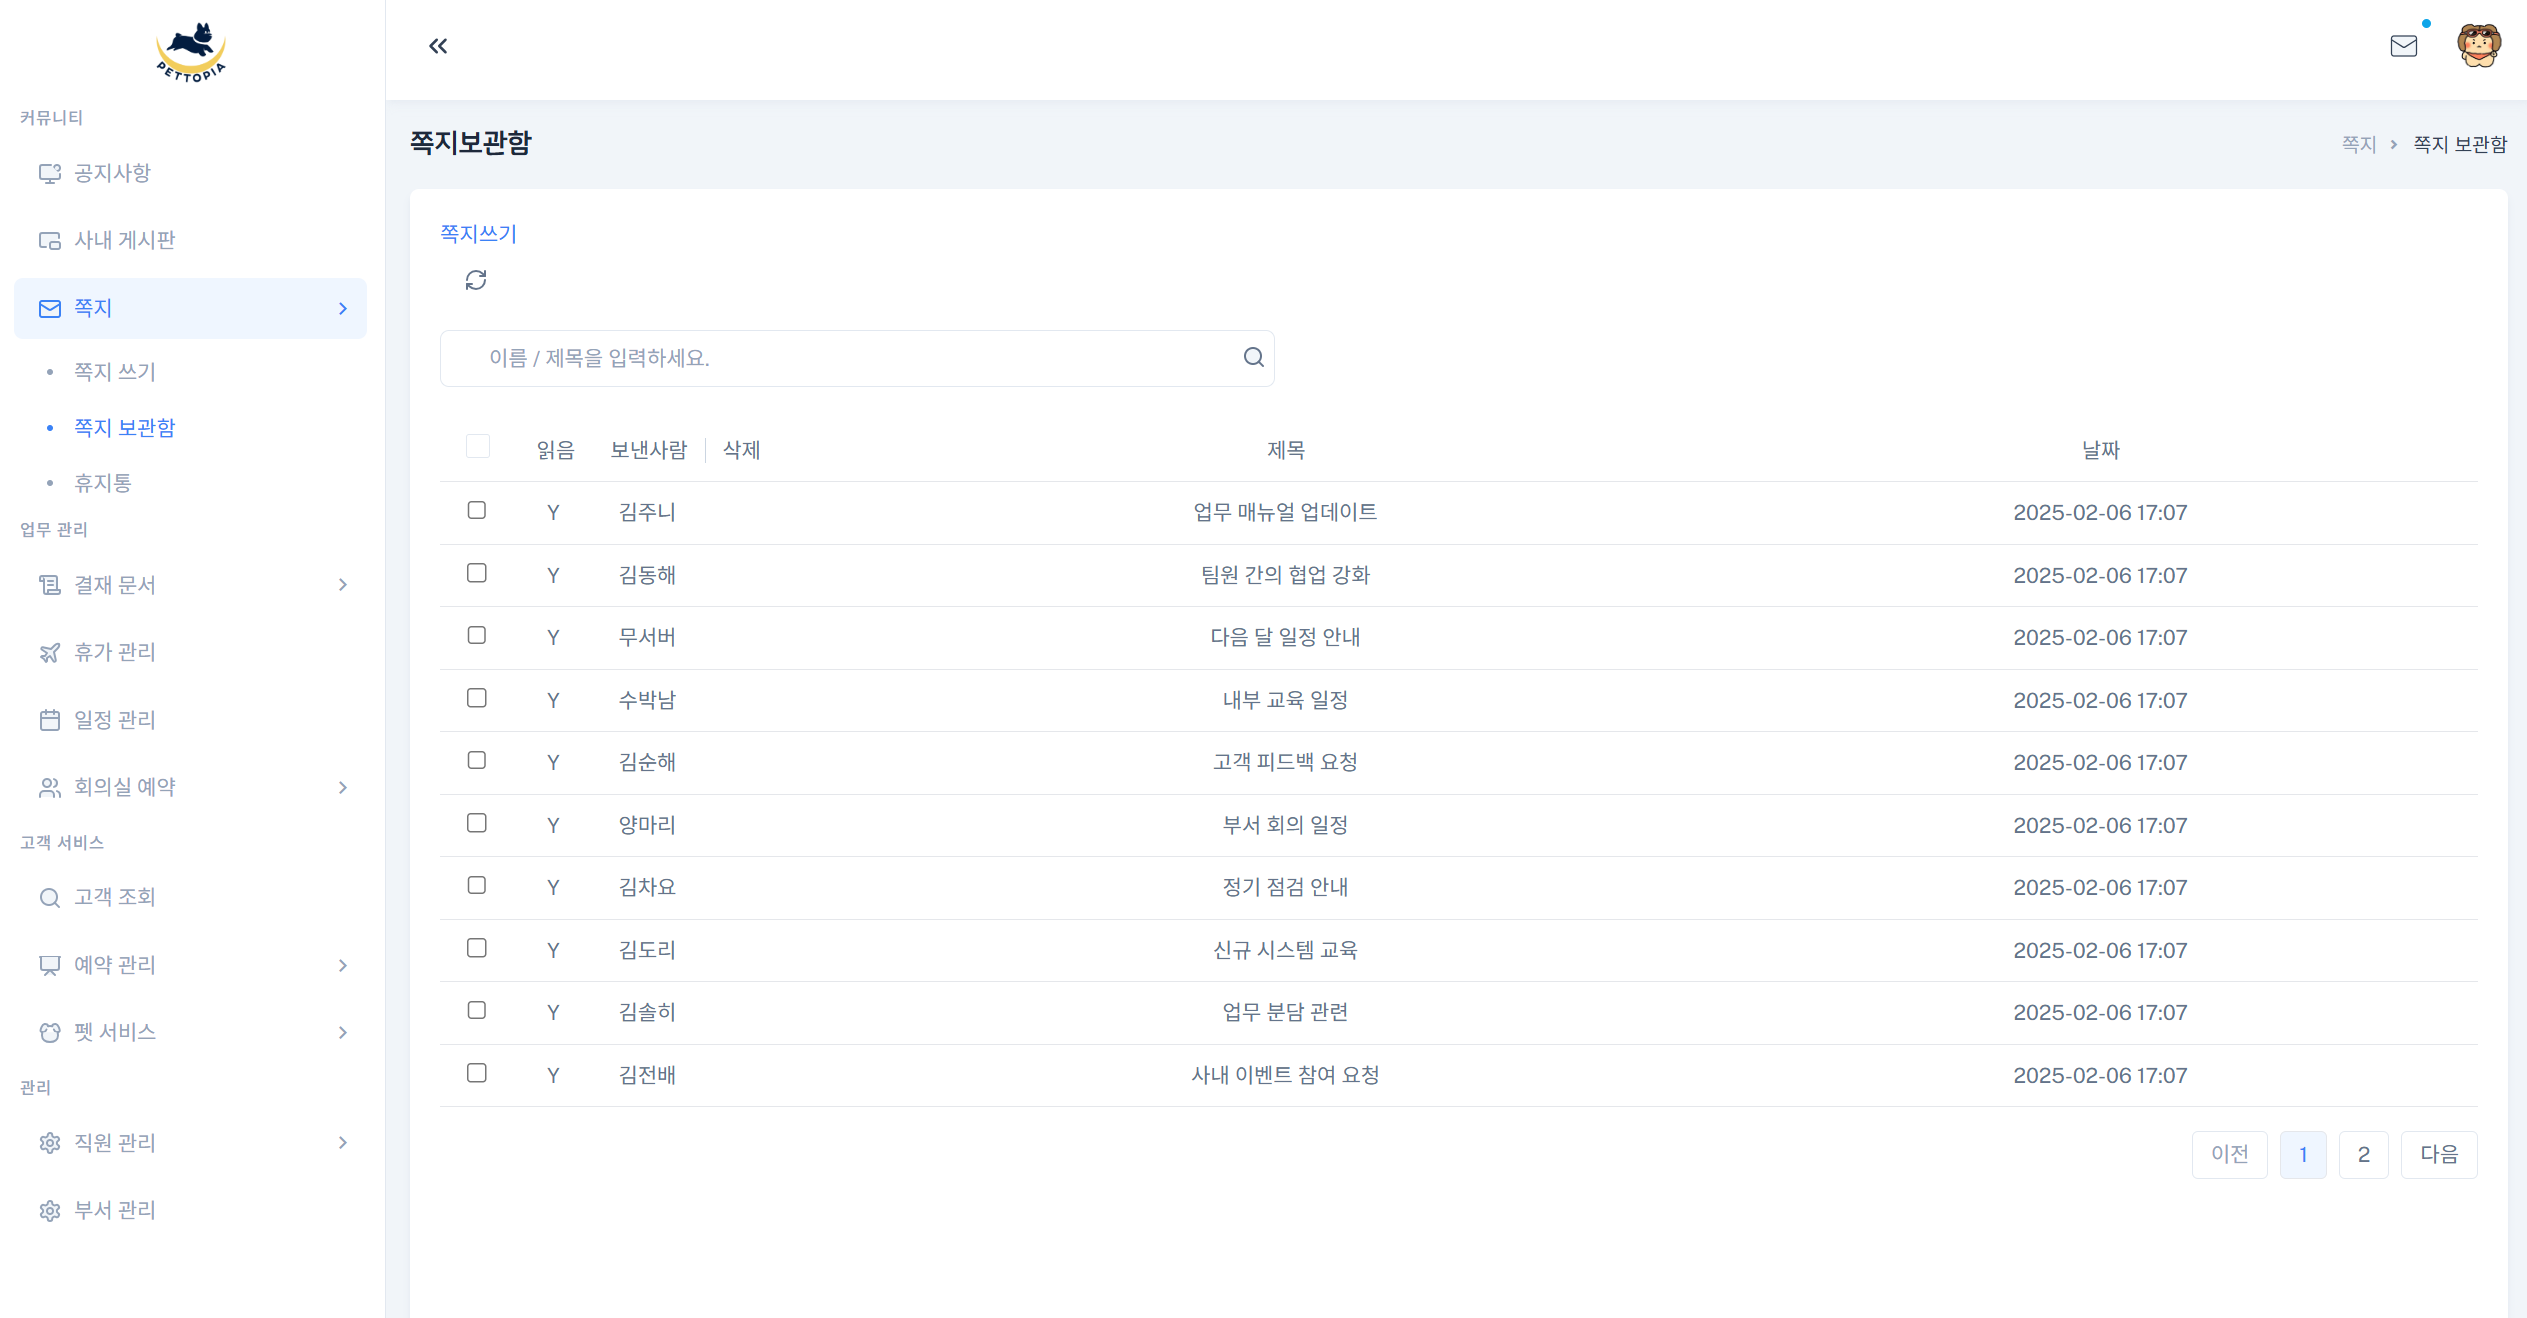 PETTOPIA
커뮤니티
공지사항
사내 게시판
쪽지
쪽지 쓰기
쪽지 보관함
휴지통
업무 관리
결재 문서
휴가 관리
일정 관리
회의실 예약
고객 서비스
고객 조회
예약 관리
펫 서비스
관리
직원 관리
부서 관리
쪽지보관함
쪽지 > 쪽지 보관함
쪽지쓰기
이름 / 제목을 입력하세요.
읽음 보낸사람 삭제 제목 날짜
Y 김주니 업무 매뉴얼 업데이트 2025-02-06 17:07
Y 김동해 팀원 간의 협업 강화 2025-02-06 17:07
Y 무서버 다음 달 일정 안내 2025-02-06 17:07
Y 수박남 내부 교육 일정 2025-02-06 17:07
Y 김순해 고객 피드백 요청 2025-02-06 17:07
Y 양마리 부서 회의 일정 2025-02-06 17:07
Y 김차요 정기 점검 안내 2025-02-06 17:07
Y 김도리 신규 시스템 교육 2025-02-06 17:07
Y 김솔히 업무 분담 관련 2025-02-06 17:07
Y 김전배 사내 이벤트 참여 요청 2025-02-06 17:07
이전 1 2 다음